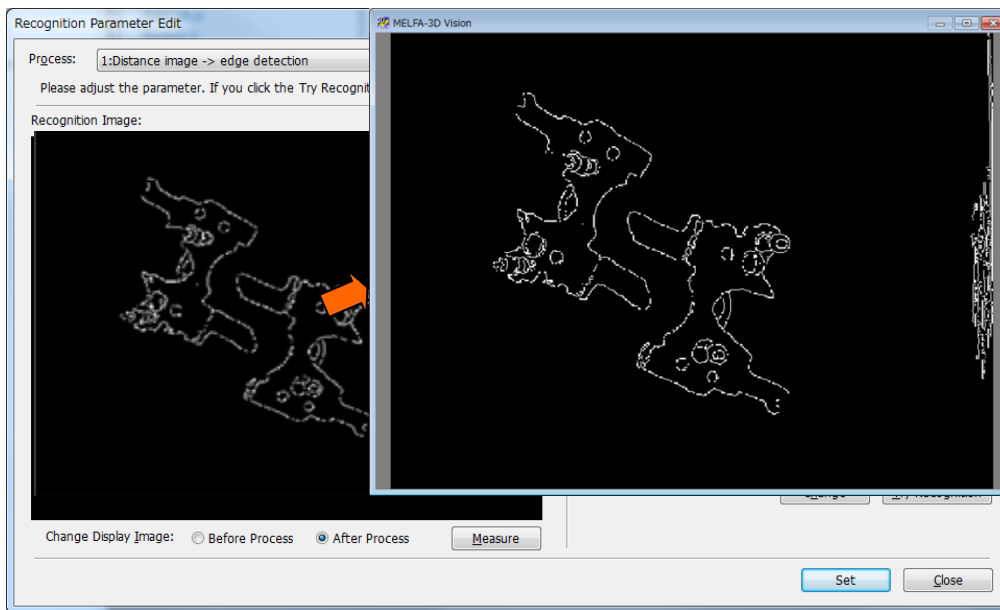 Recognition Parameter Edit
MELFA-3D Vision
Process: 1:Distance image -> edge detection
Please adjust the parameter. If you click the Try Recognit
Recognition Image:
Change Display Image: Before Process After Process Measure
Set Close